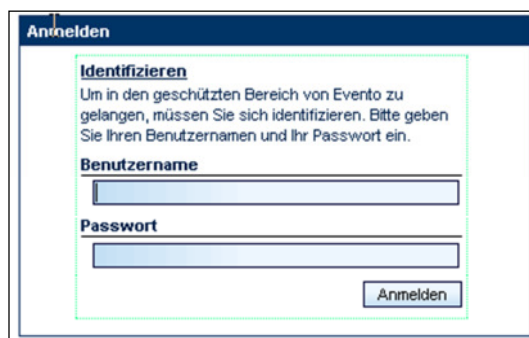 Anmelden
Identifizieren
Um in den geschützten Bereich von Evento zu
gelangen, müssen Sie sich identifizieren. Bitte geben
Sie Ihren Benutzernamen und Ihr Passwort ein.
Benutzername
Passwort
Anmelden